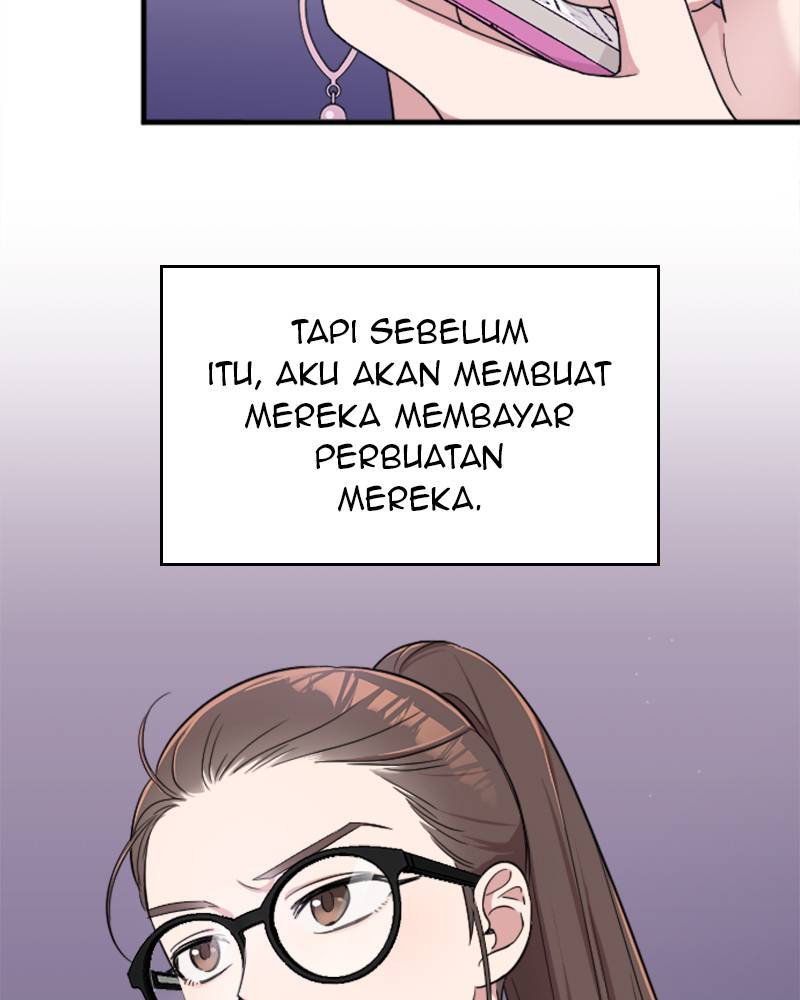 TAPI SEBELUM
ITU, AKU AKAN MEMBUAT
MEREKA MEMBAYAR
PERBUATAN
MEREKA.